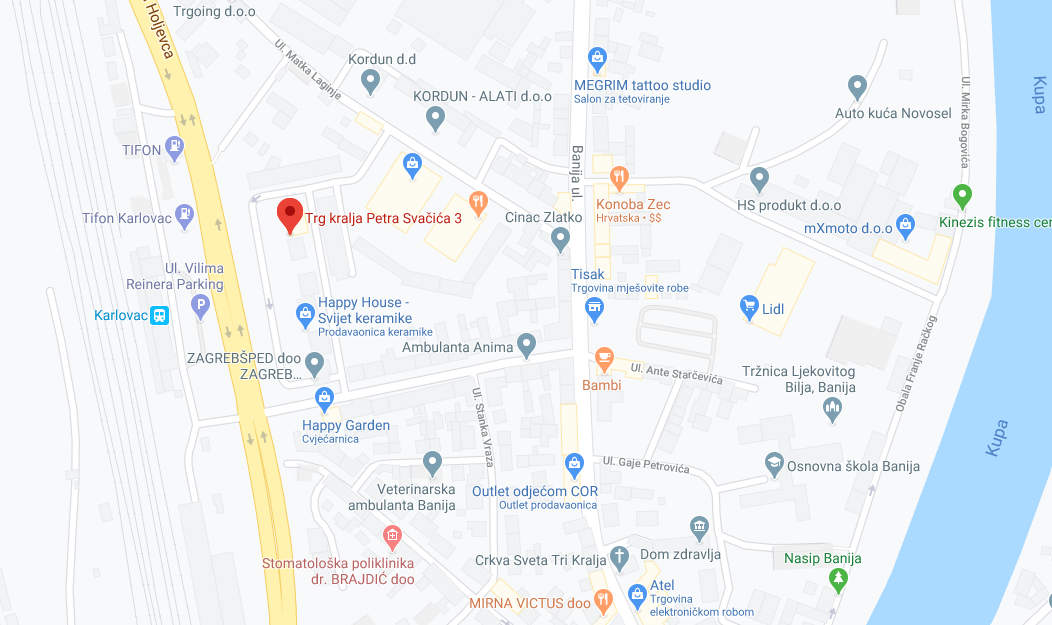 Holjevca
Trgoing d.o.o
Ul. Matka Laginje
Kordun d.d
KORDUN - ALATI d.o.o
MEGRIM tattoo studio
Salon za tetoviranje
Auto kuća Novosel
Ul. Mirka Bogovića
Kupa
TIFON
Banija ul.
Tifon Karlovac
Trg kralja Petra Svačića 3
Cinac Zlatko
Konoba Zec
Hrvatska • $$
HS produkt d.o.o
mXmoto d.o.o
Kinezis fitness cen
Ul. Vilima
Reinera Parking
P
Karlovac
Happy House -
Svijet keramike
Prodavaonica keramike
Tisak
Trgovina mješovite robe
Lidl
Ambulanta Anima
ZAGREBŠPED doo
ZAGREB...
Bambi
Ul. Ante Starčevića
Tržnica Ljekovitog
Bilja, Banija
Obala Franje Račkog
Happy Garden
Cvjećarnica
Ul. Stanka Vraza
Kupa
Ul. Gaje Petrovića
Osnovna škola Banija
Veterinarska
ambulanta Banija
Outlet odjećom COR
Outlet prodavaonica
Stomatološka poliklinika
dr. BRAJDIĆ doo
Crkva Sveta Tri Kralja
Dom zdravlja
Nasip Banija
MIRNA VICTUS doo
Atel
Trgovina
elektroničkom robom